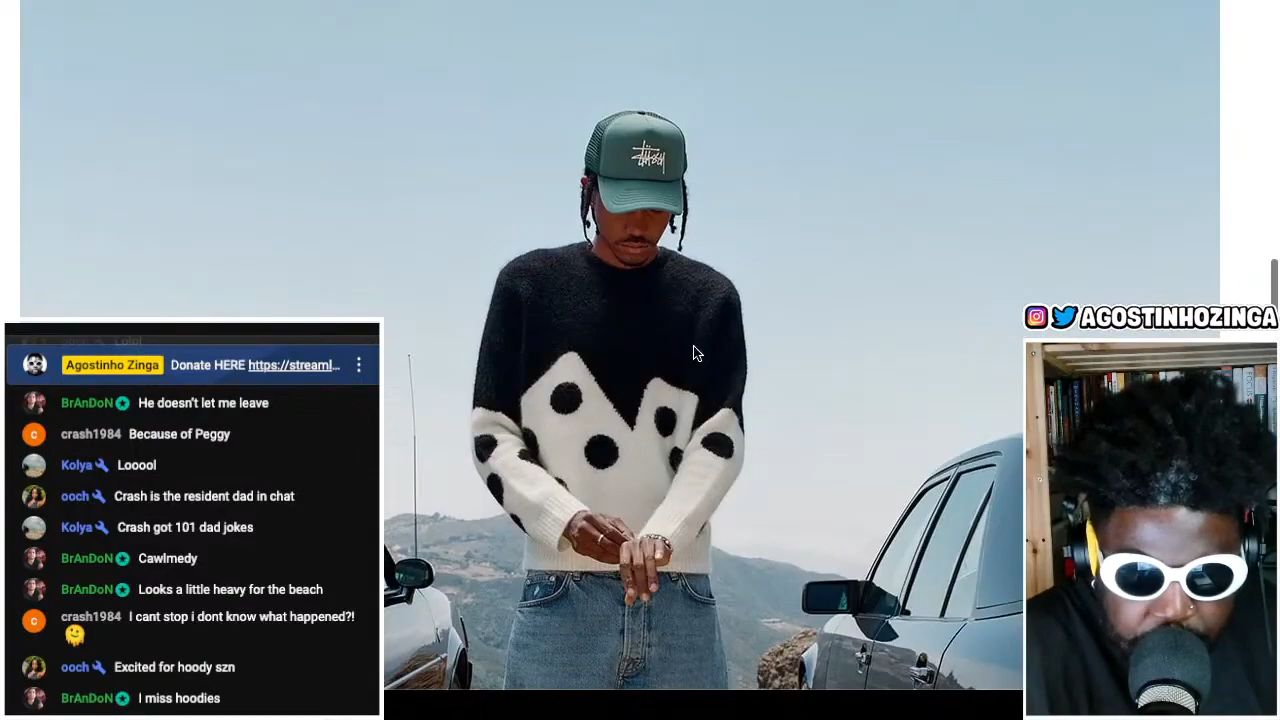 Stüssy
AGOSTINHOZINGA
Agostinho Zinga Donate HERE https://streaml...
BrAnDoN He doesn't let me leave
c crash1984 Because of Peggy
Kolya Looool
ooch Crash is the resident dad in chat
Kolya Crash got 101 dad jokes
BrAnDoN Cawlmedy
BrAnDoN Looks a little heavy for the beach
c crash1984 I cant stop i dont know what happened?!
ooch Excited for hoody szn
BrAnDoN I miss hoodies